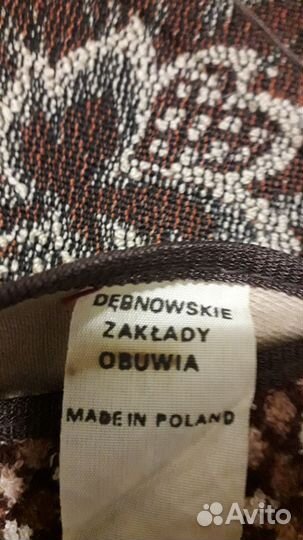 DĘBNOWSKIE
ZAKŁADY
OBUWIA
MADE IN POLAND
Avito